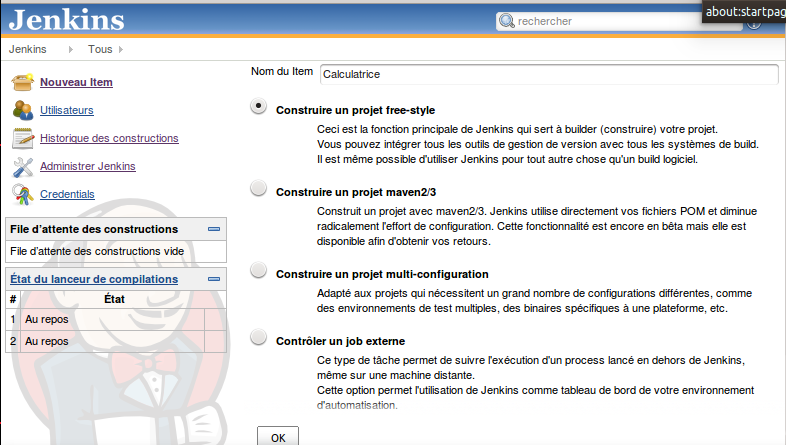 Jenkins
rechercher
about:startpag
Jenkins
Tous
Nouveau Item
Utilisateurs
Historique des constructions
Administrer Jenkins
Credentials
File d'attente des constructions
File d'attente des constructions vide
État du lanceur de compilations
# État
1 Au repos
2 Au repos
Nom du Item Calculatrice
Construire un projet free-style
Ceci est la fonction principale de Jenkins qui sert à builder (construire) votre projet.
Vous pouvez intégrer tous les outils de gestion de version avec tous les systèmes de build.
Il est même possible d'utiliser Jenkins pour tout autre chose qu'un build logiciel.
Construire un projet maven2/3
Construit un projet avec maven2/3. Jenkins utilise directement vos fichiers POM et diminue
radicalement l'effort de configuration. Cette fonctionnalité est encore en bêta mais elle est
disponible afin d'obtenir vos retours.
Construire un projet multi-configuration
Adapté aux projets qui nécessitent un grand nombre de configurations différentes, comme
des environnements de test multiples, des binaires spécifiques à une plateforme, etc.
Contrôler un job externe
Ce type de tâche permet de suivre l'exécution d'un process lancé en dehors de Jenkins,
même sur une machine distante.
Cette option permet l'utilisation de Jenkins comme tableau de bord de votre environnement
d'automatisation.
OK